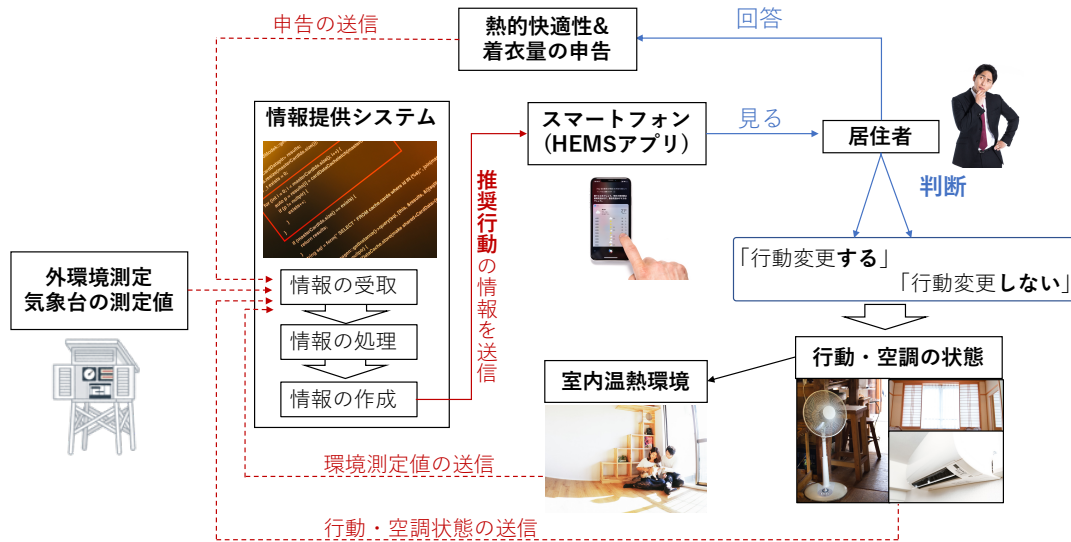 申告の送信
熱的快適性&
着衣量の申告
回答
情報提供システム
スマートフォン
(HEMSアプリ)
見る
居住者
判断
推奨行動の情報を送信
外環境測定
気象台の測定値
情報の受取
情報の処理
情報の作成
「行動変更する」
「行動変更しない」
行動・空調の状態
室内温熱環境
環境測定値の送信
行動・空調状態の送信